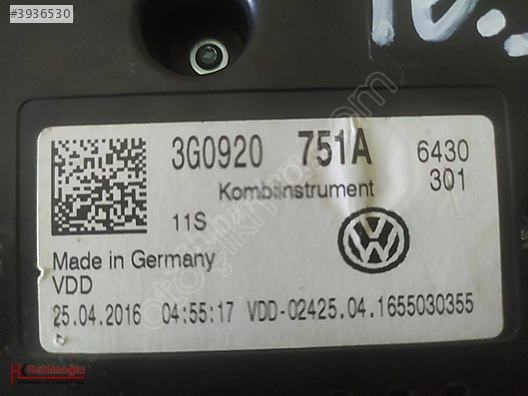 #3936530
3G0920 751A 6430
Kombiinstrument 301
11S
Made in Germany
VDD
25.04.2016 04:55:17 VDD-02425.04.1655030355